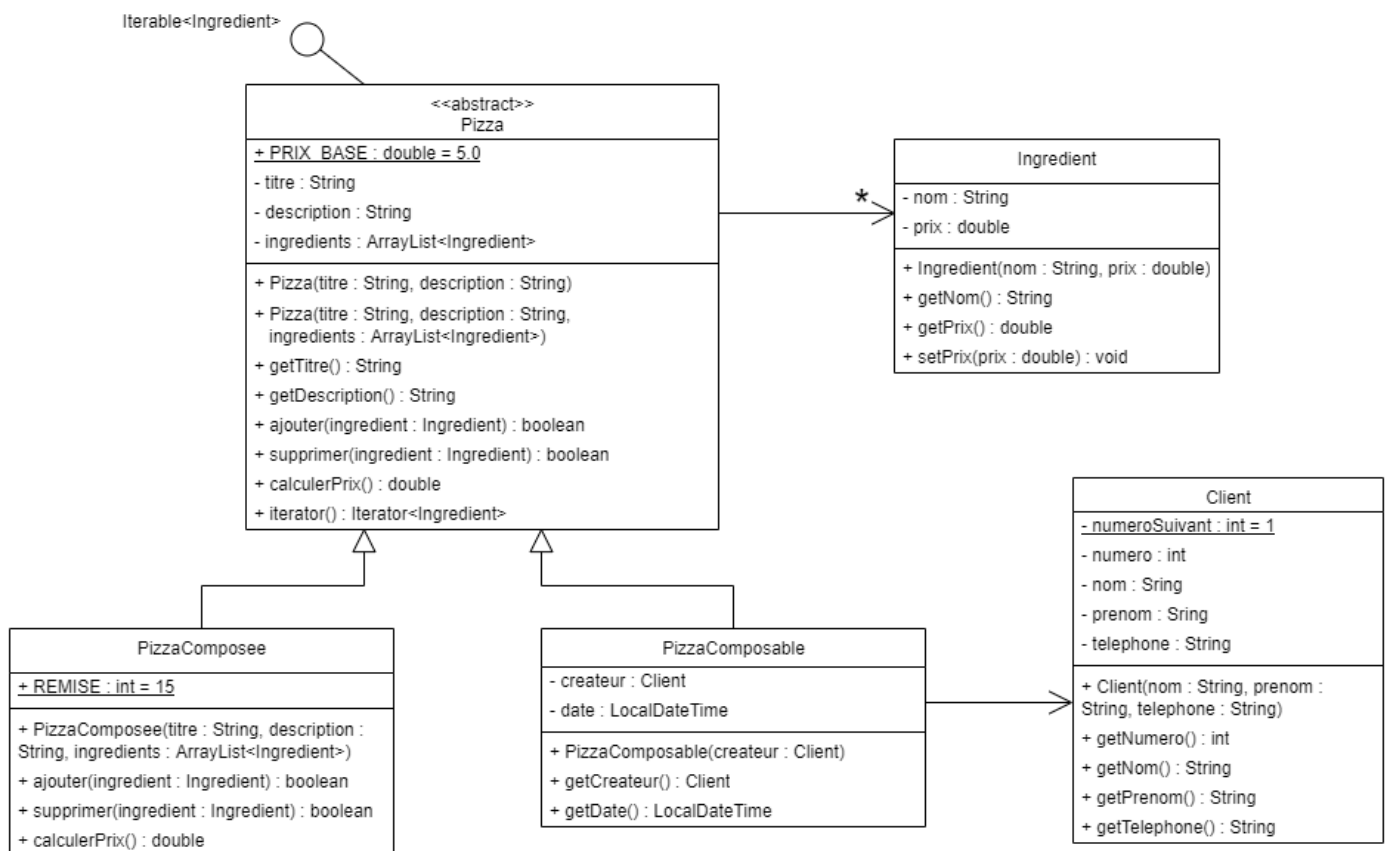 Iterable<Ingredient>
<<abstract>>
Pizza
+ PRIX_BASE : double = 5.0
- titre : String
- description : String
- ingredients : ArrayList<Ingredient>
+ Pizza(titre : String, description : String)
+ Pizza(titre : String, description : String,
ingredients : ArrayList<Ingredient>)
+ getTitre() : String
+ getDescription() : String
+ ajouter(ingredient : Ingredient) : boolean
+ supprimer(ingredient : Ingredient) : boolean
+ calculerPrix() : double
+ iterator() : Iterator<Ingredient>
*
Ingredient
- nom : String
- prix : double
+ Ingredient(nom : String, prix : double)
+ getNom() : String
+ getPrix() : double
+ setPrix(prix : double) : void
PizzaComposee
+ REMISE : int = 15
+ PizzaComposee(titre : String, description :
String, ingredients : ArrayList<Ingredient>)
+ ajouter(ingredient : Ingredient) : boolean
+ supprimer(ingredient : Ingredient) : boolean
+ calculerPrix() : double
PizzaComposable
- createur : Client
- date : LocalDateTime
+ PizzaComposable(createur : Client)
+ getCreateur() : Client
+ getDate() : LocalDateTime
Client
- numeroSuivant : int = 1
- numero : int
- nom : Sring
- prenom : Sring
- telephone : String
+ Client(nom : String, prenom :
String, telephone : String)
+ getNumero() : int
+ getNom() : String
+ getPrenom() : String
+ getTelephone() : String